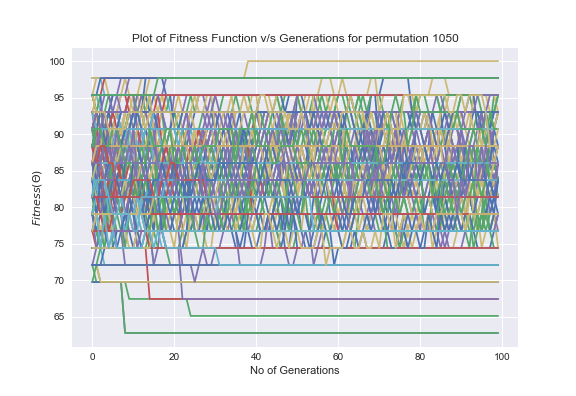 Plot of Fitness Function v/s Generations for permutation 1050
100
95
90
85
80
75
70
65
Fitness(Θ)
0 20 40 60 80 100
No of Generations